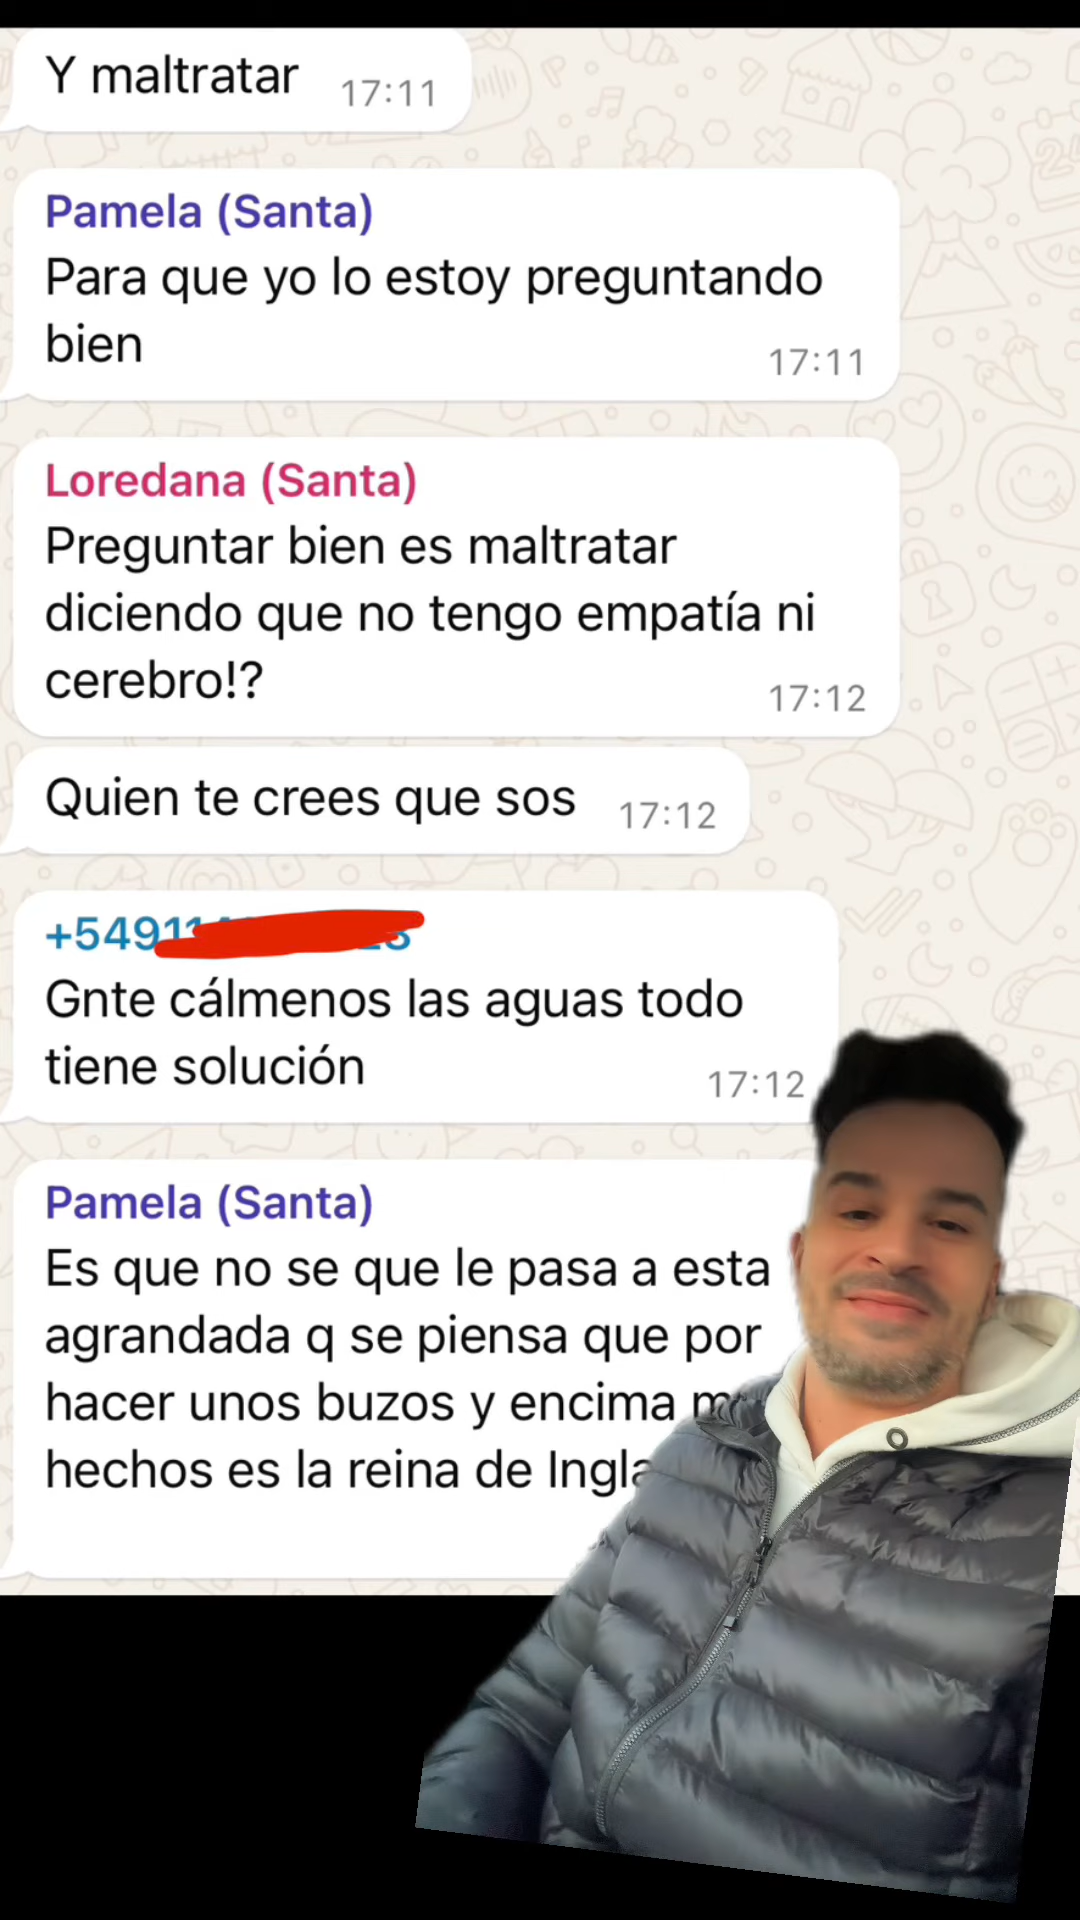 Y maltratar 17:11
Pamela (Santa)
Para que yo lo estoy preguntando
bien
17:11
Loredana (Santa)
Preguntar bien es maltratar
diciendo que no tengo empatía ni
cerebro!?
17:12
Quien te crees que sos 17:12
+54911
Gnte cálmenos las aguas todo
tiene solución
17:12
Pamela (Santa)
Es que no se que le pasa a esta
agrandada q se piensa que por
hacer unos buzos y encima
hechos es la reina de